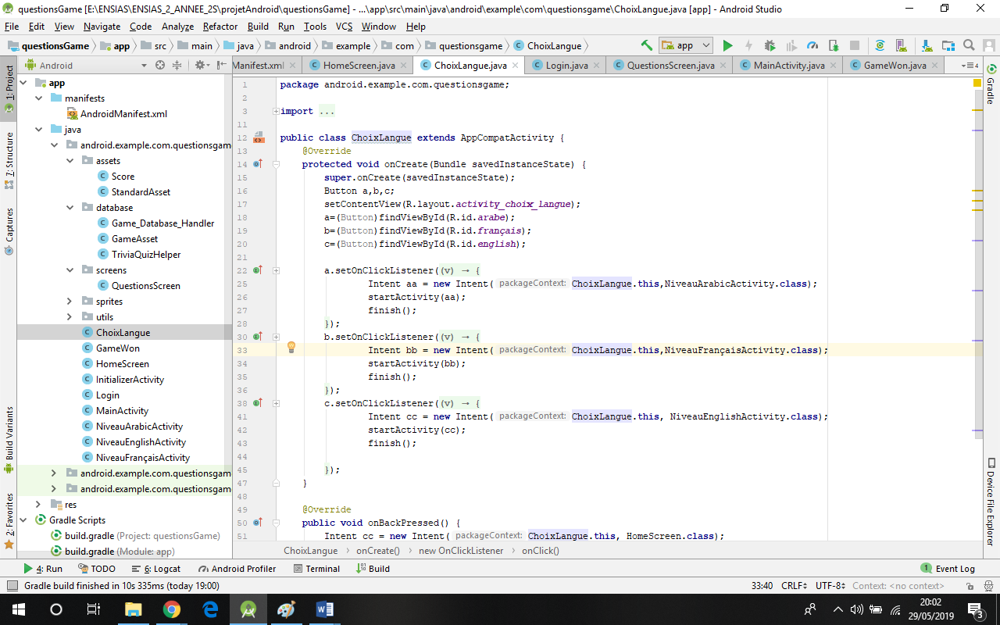 questionsGame [E:\ENSIAS\ENSIAS_2_ANNEE_2S\projetAndroid\questionsGame] - ...\app\src\main\java\android\example\com\questionsgame\ChoixLangue.java [app] - Android Studio
File Edit View Navigate Code Analyze Refactor Build Run Tools VCS Window Help
questionsGame app src main java android example com questionsgame ChoixLangue app
Android
Manifest.xml HomeScreen.java ChoixLangue.java Login.java QuestionsScreen.java MainActivity.java GameWon.java 4
1: Project
7: Structure
Captures
Build Variants
2: Favorites
app
manifests
AndroidManifest.xml
java
android.example.com.questionsgam
assets
Score
StandardAsset
database
Game_Database_Handler
GameAsset
TriviaQuizHelper
screens
QuestionsScreen
sprites
utils
ChoixLangue
GameWon
HomeScreen
InitializerActivity
Login
MainActivity
NiveauArabicActivity
NiveauEnglishActivity
NiveauFrançaisActivity
android.example.com.questionsgam
android.example.com.questionsgam
res
Gradle Scripts
build.gradle (Project: questionsGame)
build.gradle (Module: app)
1 package android.example.com.questionsgame;
2
3 import ...
11
12 public class ChoixLangue extends AppCompatActivity {
13 @Override
14 protected void onCreate(Bundle savedInstanceState) {
15 super.onCreate(savedInstanceState);
16 Button a,b,c;
17 setContentView(R.layout.activity_choix_langue);
18 a=(Button)findViewById(R.id.arabe);
19 b=(Button)findViewById(R.id.français);
20 c=(Button)findViewById(R.id.english);
21
22 a.setOnClickListener((v) → {
25 Intent aa = new Intent( packageContext: ChoixLangue.this,NiveauArabicActivity.class);
26 startActivity(aa);
27 finish();
28 });
30 b.setOnClickListener((v) → {
33 Intent bb = new Intent( packageContext: ChoixLangue.this,NiveauFrançaisActivity.class);
34 startActivity(bb);
35 finish();
36 });
38 c.setOnClickListener((v) → {
41 Intent cc = new Intent( packageContext: ChoixLangue.this, NiveauEnglishActivity.class);
42 startActivity(cc);
43 finish();
44
45 });
47 }
48
49 @Override
50 public void onBackPressed() {
51 Intent cc = new Intent( packageContext: ChoixLangue.this, HomeScreen.class);
ChoixLangue onCreate() new OnClickListener onClick()
Gradle
Device File Explorer
4: Run TODO 6: Logcat Android Profiler Terminal Build 1 Event Log
Gradle build finished in 10s 335ms (today 19:00) 33:40 CRLF UTF-8 Context: <no context>
20:02
29/05/2019
3